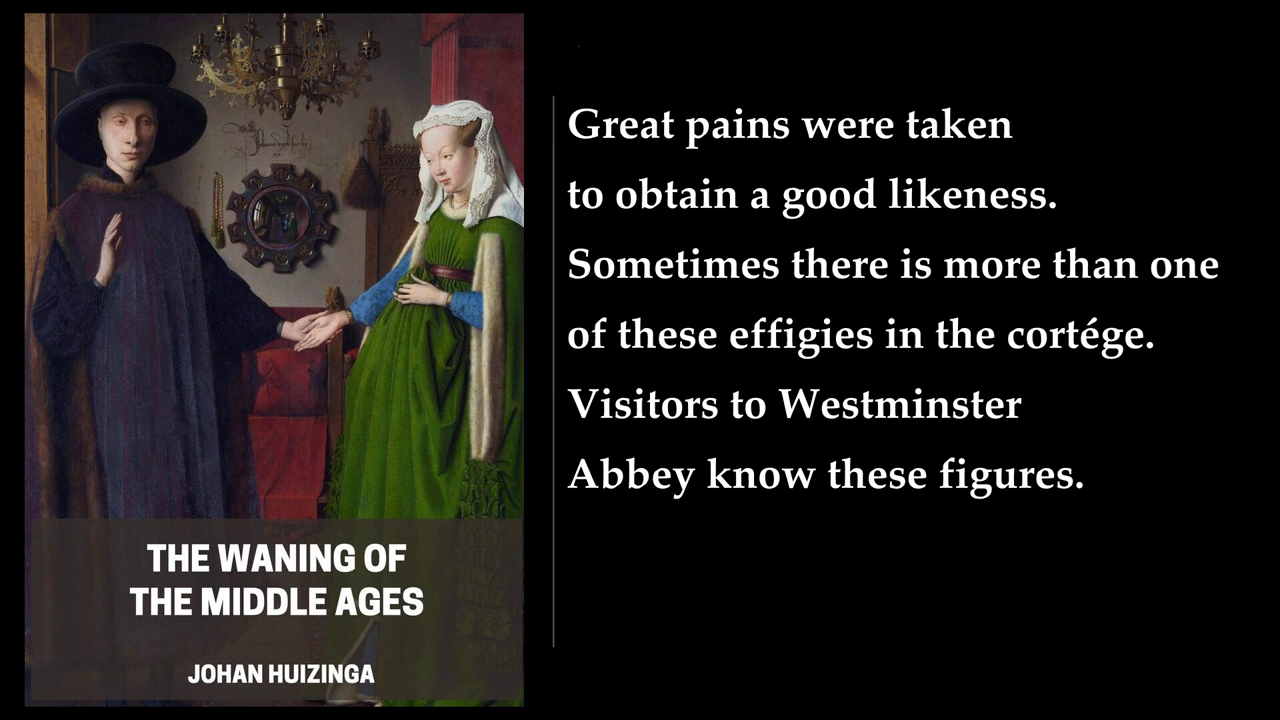 THE WANING OF
THE MIDDLE AGES
JOHAN HUIZINGA
Great pains were taken
to obtain a good likeness.
Sometimes there is more than one
of these effigies in the cortége.
Visitors to Westminster
Abbey know these figures.